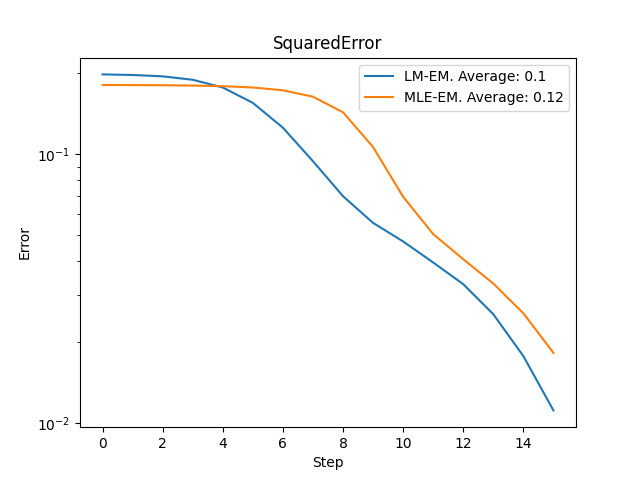 SquaredError
LM-EM. Average: 0.1
MLE-EM. Average: 0.12
10⁻¹
10⁻²
Error
0 2 4 6 8 10 12 14
Step